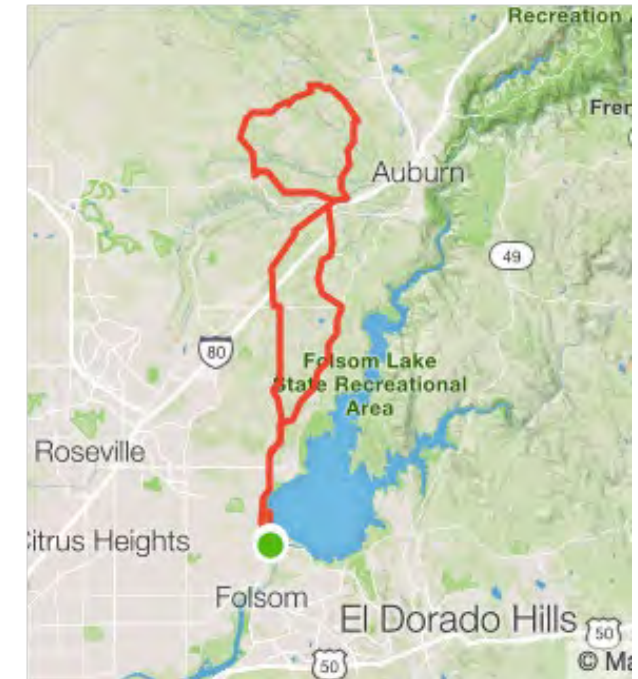 Recreation
Fren
Auburn
49
80
Folsom Lake
State Recreational
Area
Roseville
Citrus Heights
Folsom
El Dorado Hills
50
50
© Ma